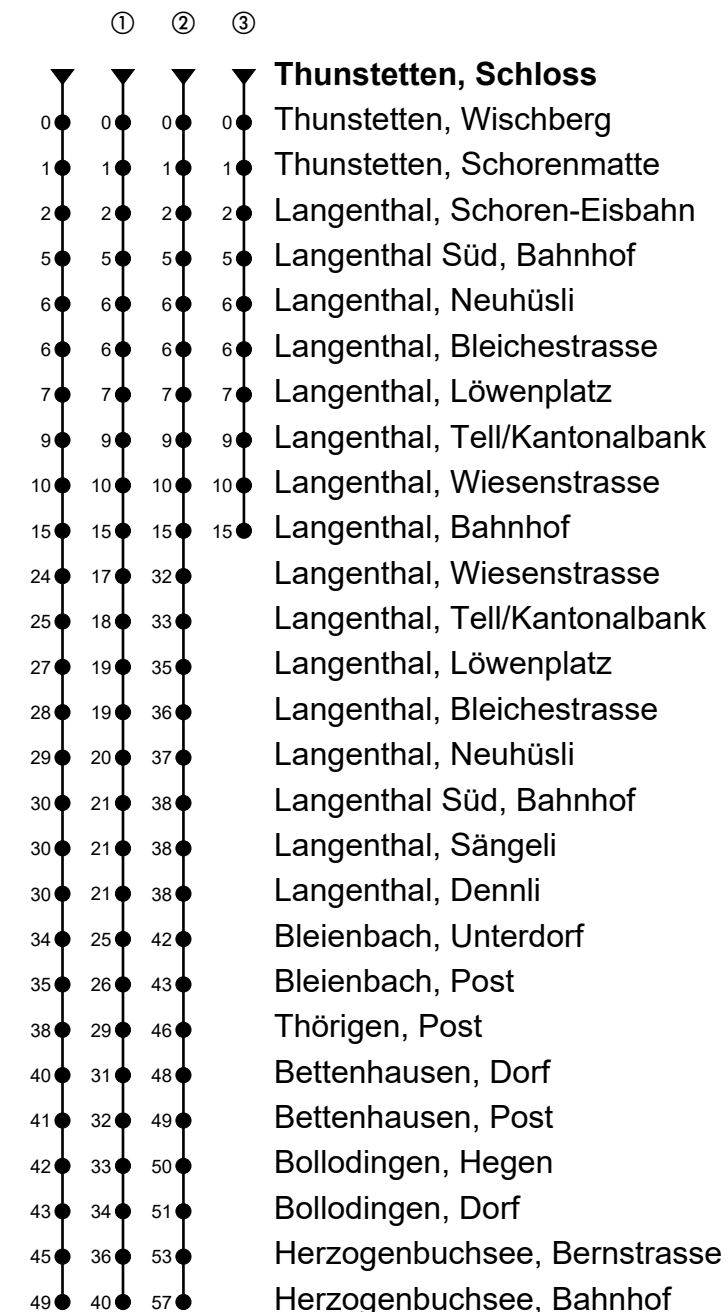 ① ② ③
Thunstetten, Schloss
0 0 0 0 Thunstetten, Wischberg
1 1 1 1 Thunstetten, Schorenmatte
2 2 2 2 Langenthal, Schoren-Eisbahn
5 5 5 5 Langenthal Süd, Bahnhof
6 6 6 6 Langenthal, Neuhüsli
6 6 6 6 Langenthal, Bleichestrasse
7 7 7 7 Langenthal, Löwenplatz
9 9 9 9 Langenthal, Tell/Kantonalbank
10 10 10 10 Langenthal, Wiesenstrasse
15 15 15 15 Langenthal, Bahnhof
24 17 32 Langenthal, Wiesenstrasse
25 18 33 Langenthal, Tell/Kantonalbank
27 19 35 Langenthal, Löwenplatz
28 19 36 Langenthal, Bleichestrasse
29 20 37 Langenthal, Neuhüsli
30 21 38 Langenthal Süd, Bahnhof
30 21 38 Langenthal, Sängeli
30 21 38 Langenthal, Dennli
34 25 42 Bleienbach, Unterdorf
35 26 43 Bleienbach, Post
38 29 46 Thörigen, Post
40 31 48 Bettenhausen, Dorf
41 32 49 Bettenhausen, Post
42 33 50 Bollodingen, Hegen
43 34 51 Bollodingen, Dorf
45 36 53 Herzogenbuchsee, Bernstrasse
49 40 57 Herzogenbuchsee, Bahnhof